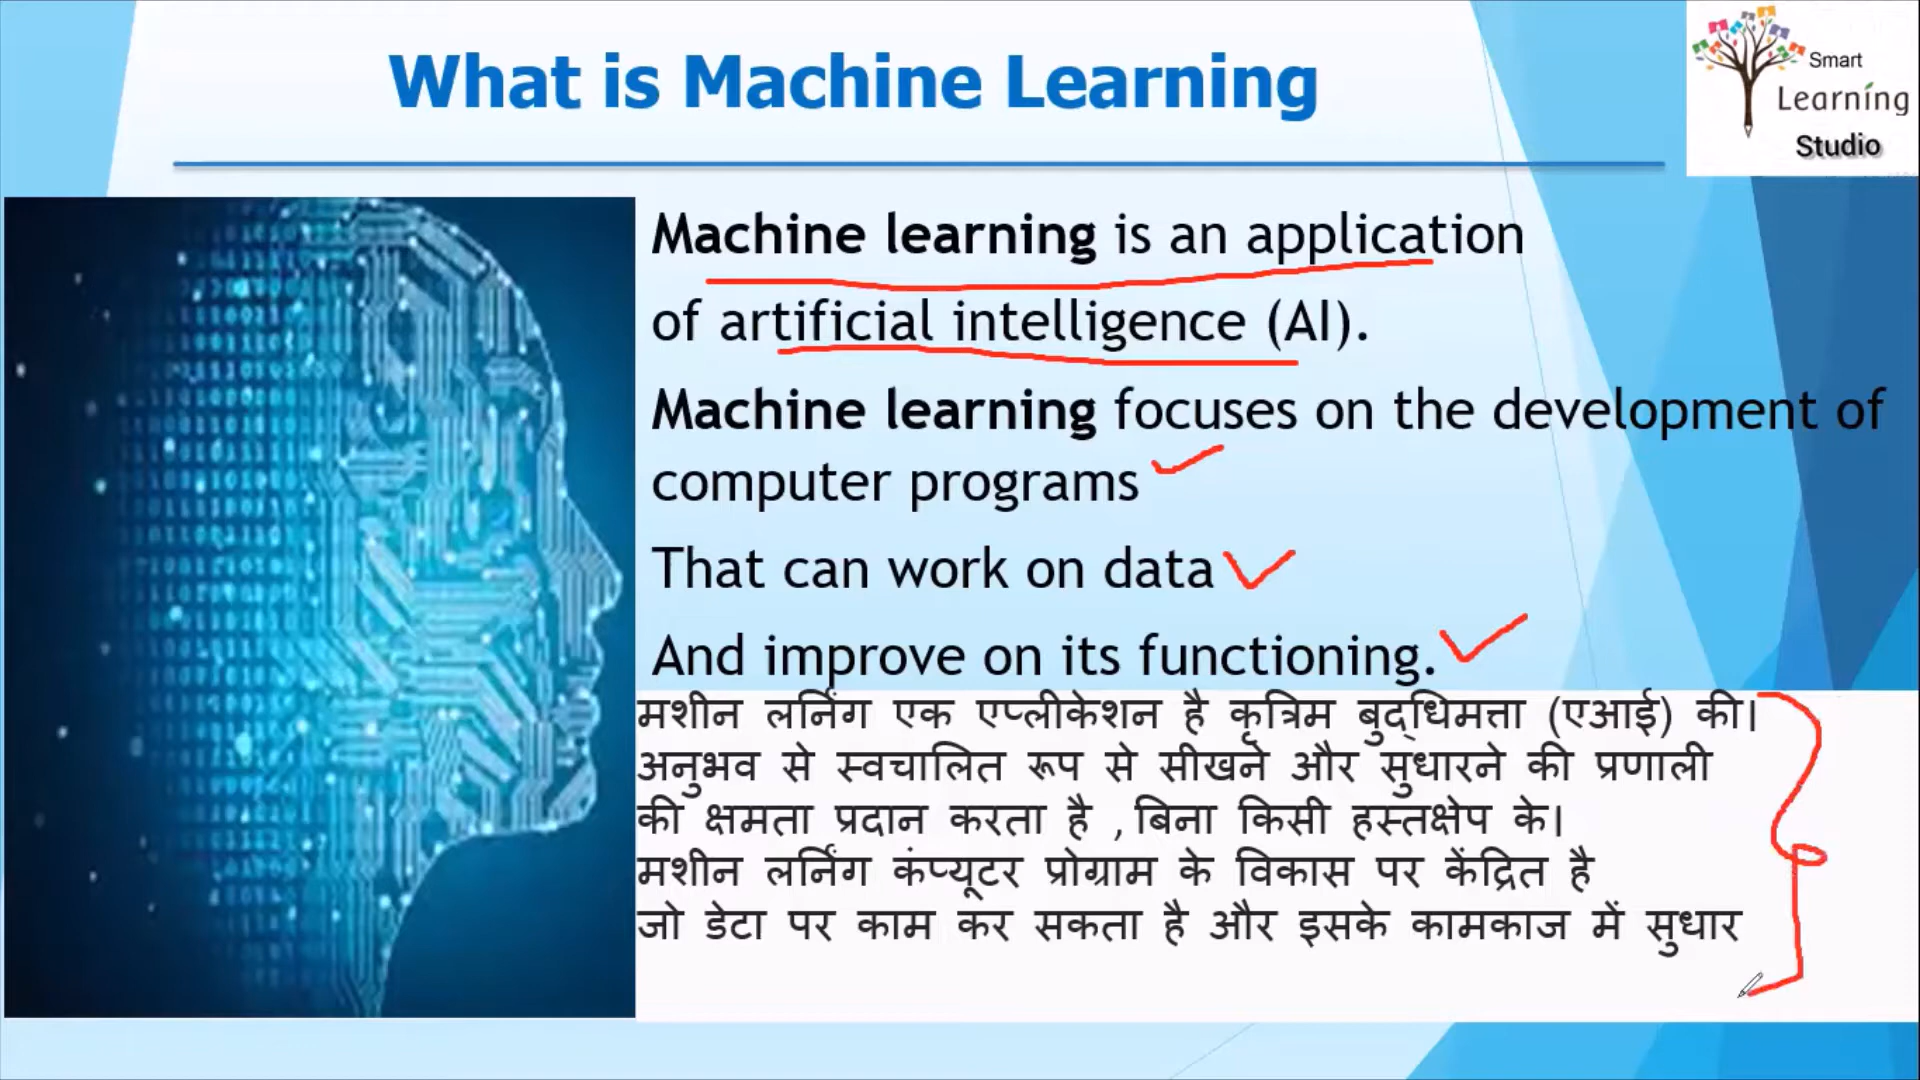 What is Machine Learning
Smart
Learning
Studio
Machine learning is an application
of artificial intelligence (AI).
Machine learning focuses on the development of
computer programs
That can work on data
And improve on its functioning.
मशीन लर्निंग एक एप्लीकेशन है कृत्रिम बुद्धिमत्ता (एआई) की।
अनुभव से स्वचालित रूप से सीखने और सुधारने की प्रणाली
की क्षमता प्रदान करता है , बिना किसी हस्तक्षेप के।
मशीन लर्निंग कंप्यूटर प्रोग्राम के विकास पर केंद्रित है
जो डेटा पर काम कर सकता है और इसके कामकाज में सुधार